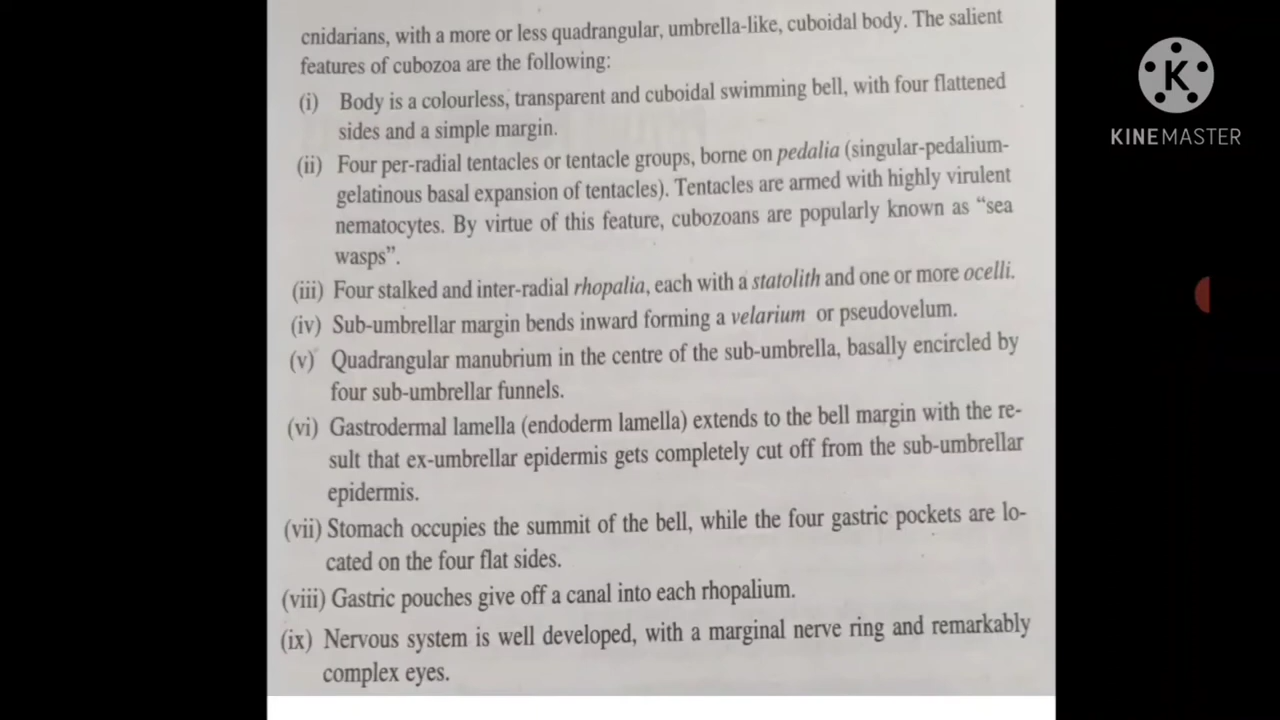 cnidarians, with a more or less quadrangular, umbrella-like, cuboidal body. The salient
features of cubozoa are the following:
(i) Body is a colourless, transparent and cuboidal swimming bell, with four flattened
sides and a simple margin.
(ii) Four per-radial tentacles or tentacle groups, borne on pedalia (singular-pedalium-
gelatinous basal expansion of tentacles). Tentacles are armed with highly virulent
nematocytes. By virtue of this feature, cubozoans are popularly known as “sea
wasps”.
(iii) Four stalked and inter-radial rhopalia, each with a statolith and one or more ocelli.
(iv) Sub-umbrellar margin bends inward forming a velarium or pseudovelum.
(v) Quadrangular manubrium in the centre of the sub-umbrella, basally encircled by
four sub-umbrellar funnels.
(vi) Gastrodermal lamella (endoderm lamella) extends to the bell margin with the re-
sult that ex-umbrellar epidermis gets completely cut off from the sub-umbrellar
epidermis.
(vii) Stomach occupies the summit of the bell, while the four gastric pockets are lo-
cated on the four flat sides.
(viii) Gastric pouches give off a canal into each rhopalium.
(ix) Nervous system is well developed, with a marginal nerve ring and remarkably
complex eyes.
K
KINEMASTER